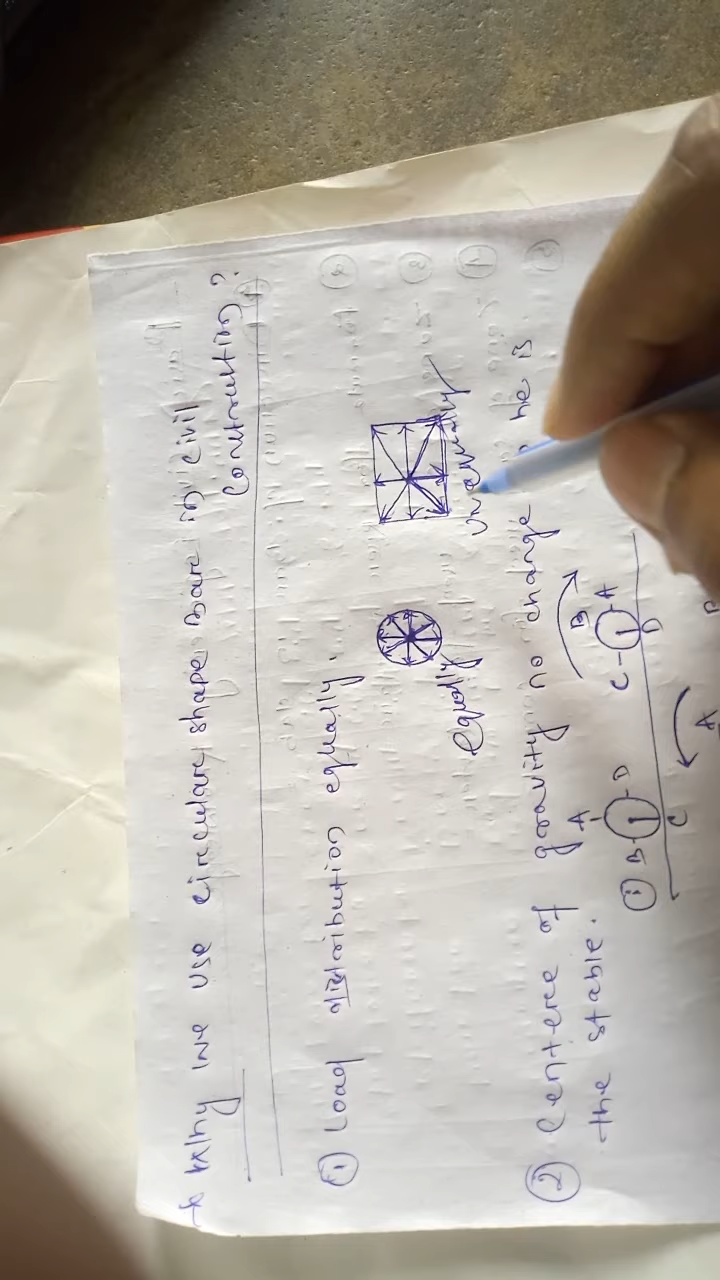 Why we use circular shape bar in civil
Construction?
① Load distribution equally.
equally
unequally
② Centere of gravity no change he is
the stable.
① B A D
C
C B A
D
A